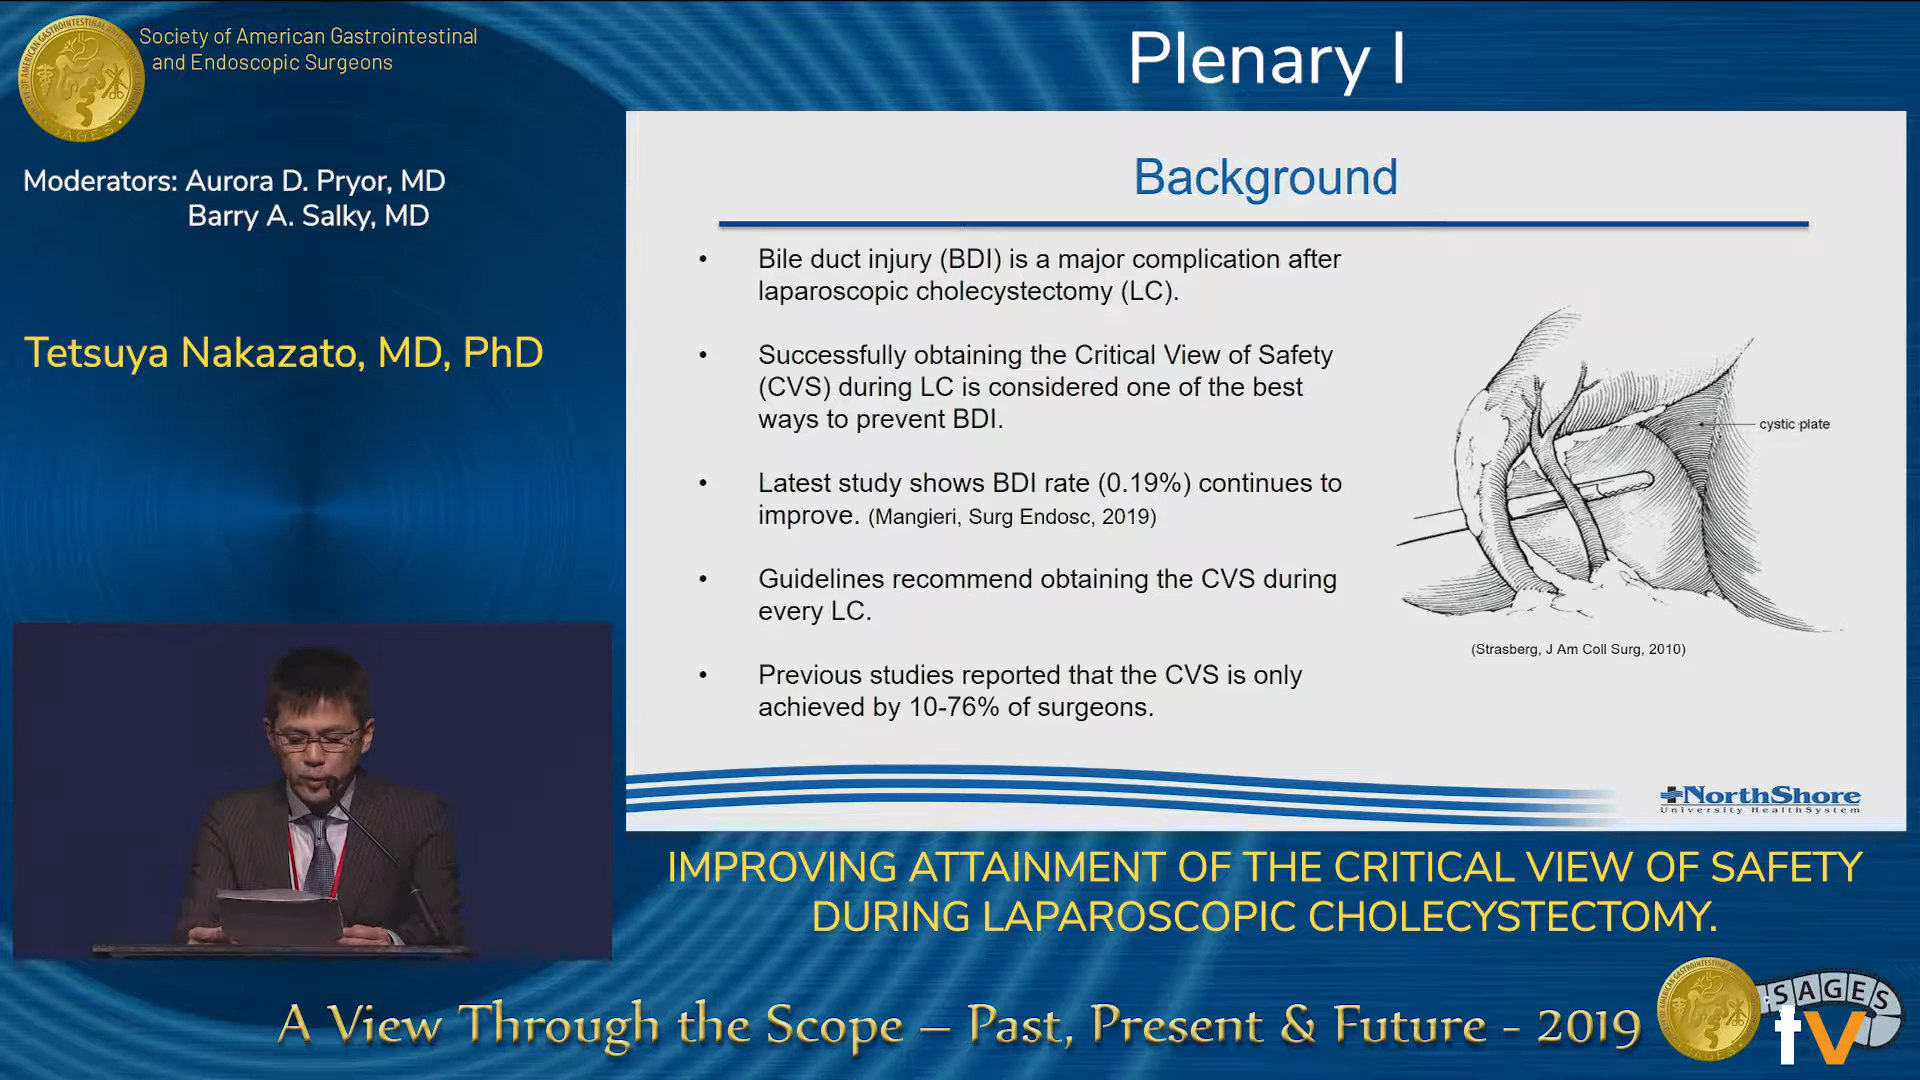 Society of American Gastrointestinal
and Endoscopic Surgeons
Plenary I
Moderators: Aurora D. Pryor, MD
Barry A. Salky, MD
Tetsuya Nakazato, MD, PhD
Background
• Bile duct injury (BDI) is a major complication after
laparoscopic cholecystectomy (LC).
• Successfully obtaining the Critical View of Safety
(CVS) during LC is considered one of the best
ways to prevent BDI.
• Latest study shows BDI rate (0.19%) continues to
improve. (Mangieri, Surg Endosc, 2019)
• Guidelines recommend obtaining the CVS during
every LC.
• Previous studies reported that the CVS is only
achieved by 10-76% of surgeons.
cystic plate
(Strasberg, J Am Coll Surg, 2010)
NorthShore
University HealthSystem
IMPROVING ATTAINMENT OF THE CRITICAL VIEW OF SAFETY
DURING LAPAROSCOPIC CHOLECYSTECTOMY.
A View Through the Scope – Past, Present & Future - 2019
SAGES
tv